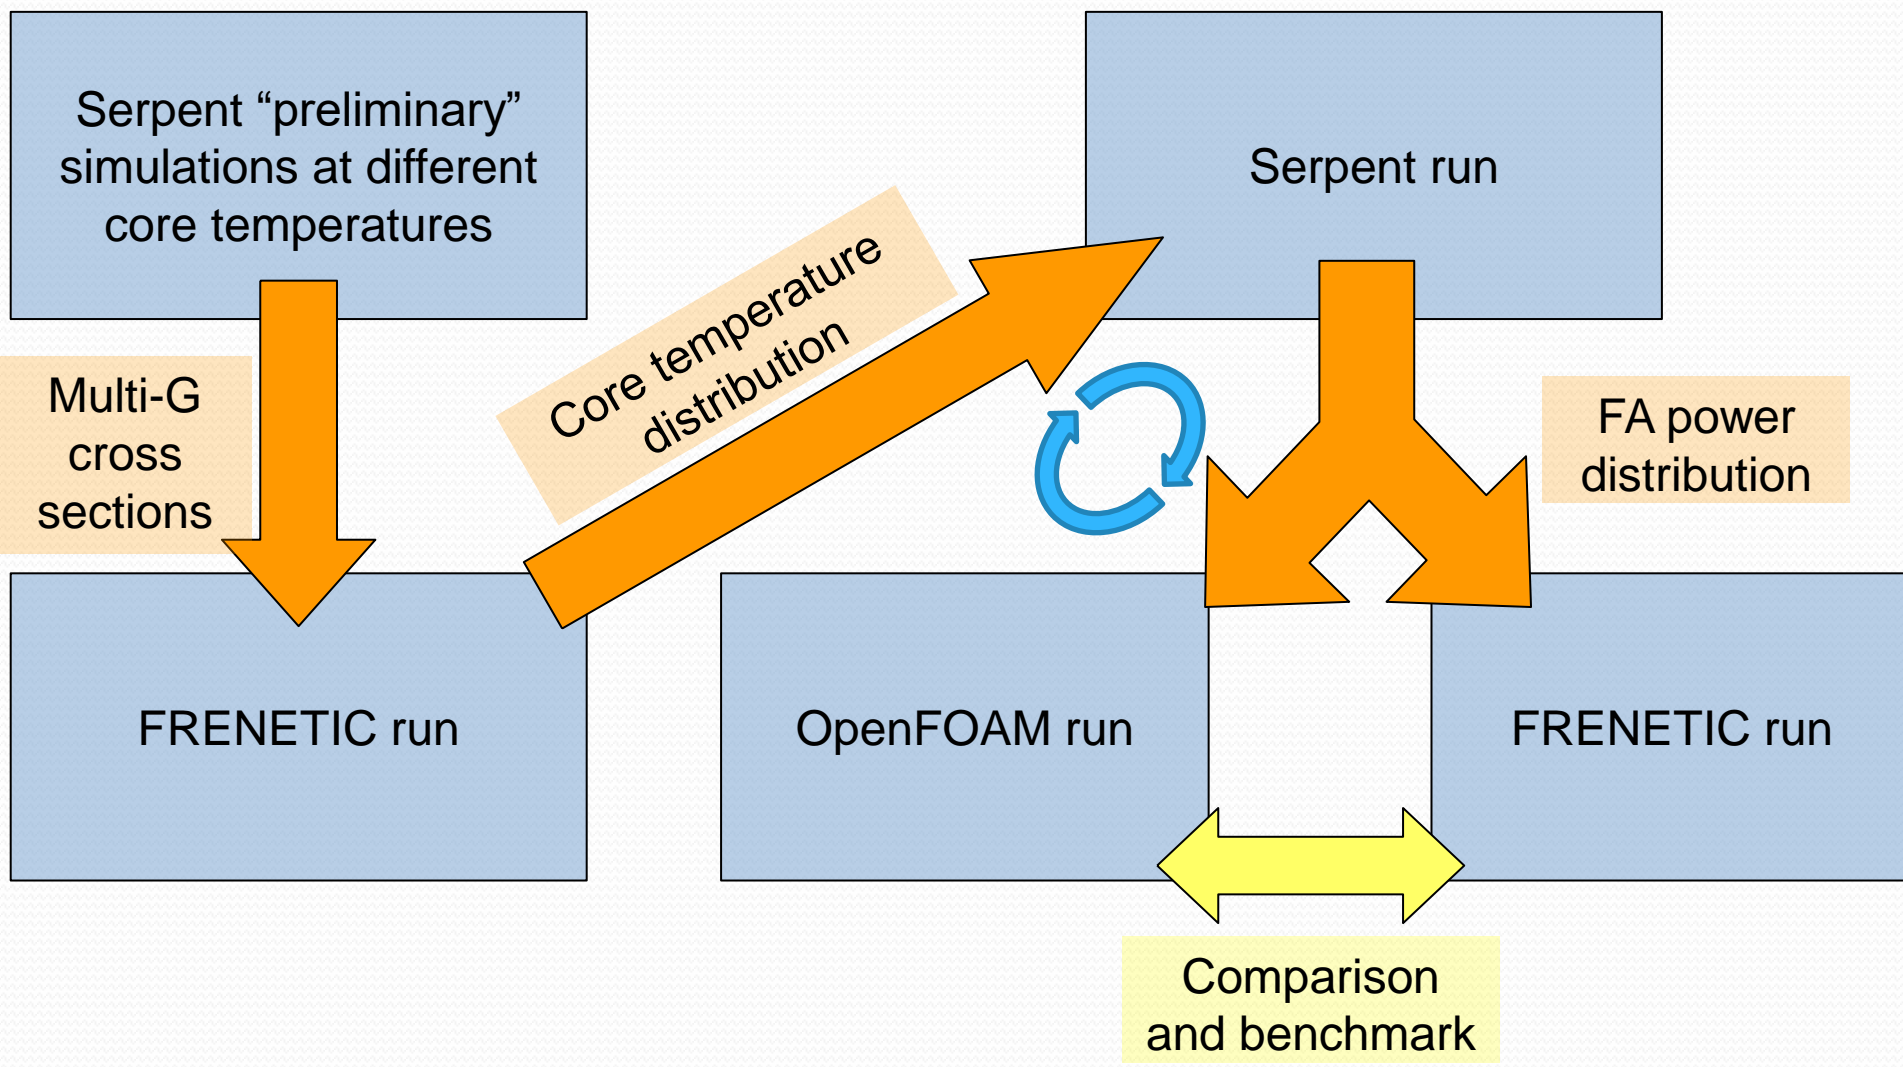 Serpent “preliminary”
simulations at different
core temperatures
Serpent run
Core temperature
distribution
Multi-G
cross
sections
FA power
distribution
FRENETIC run
OpenFOAM run
FRENETIC run
Comparison
and benchmark